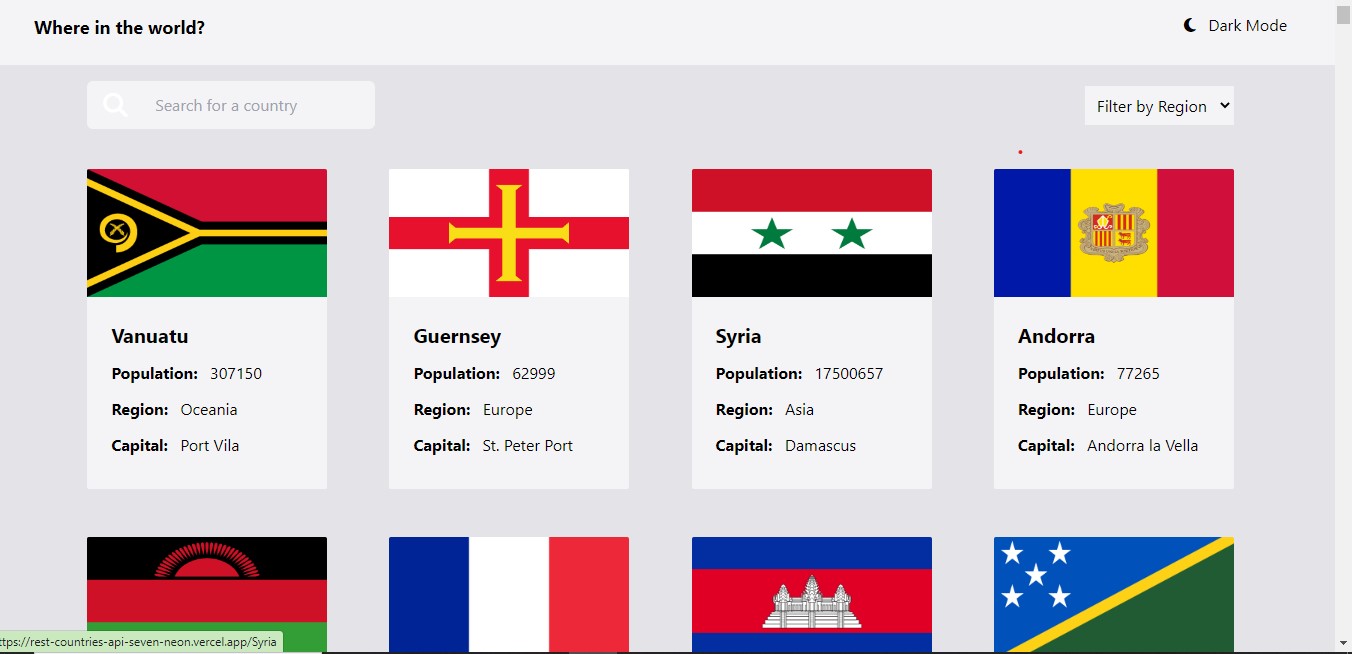 Where in the world?
Dark Mode
Search for a country
Filter by Region
Vanuatu
Population: 307150
Region: Oceania
Capital: Port Vila
Guernsey
Population: 62999
Region: Europe
Capital: St. Peter Port
Syria
Population: 17500657
Region: Asia
Capital: Damascus
Andorra
Population: 77265
Region: Europe
Capital: Andorra la Vella
ttps://rest-countries-api-seven-neon.vercel.app/Syria